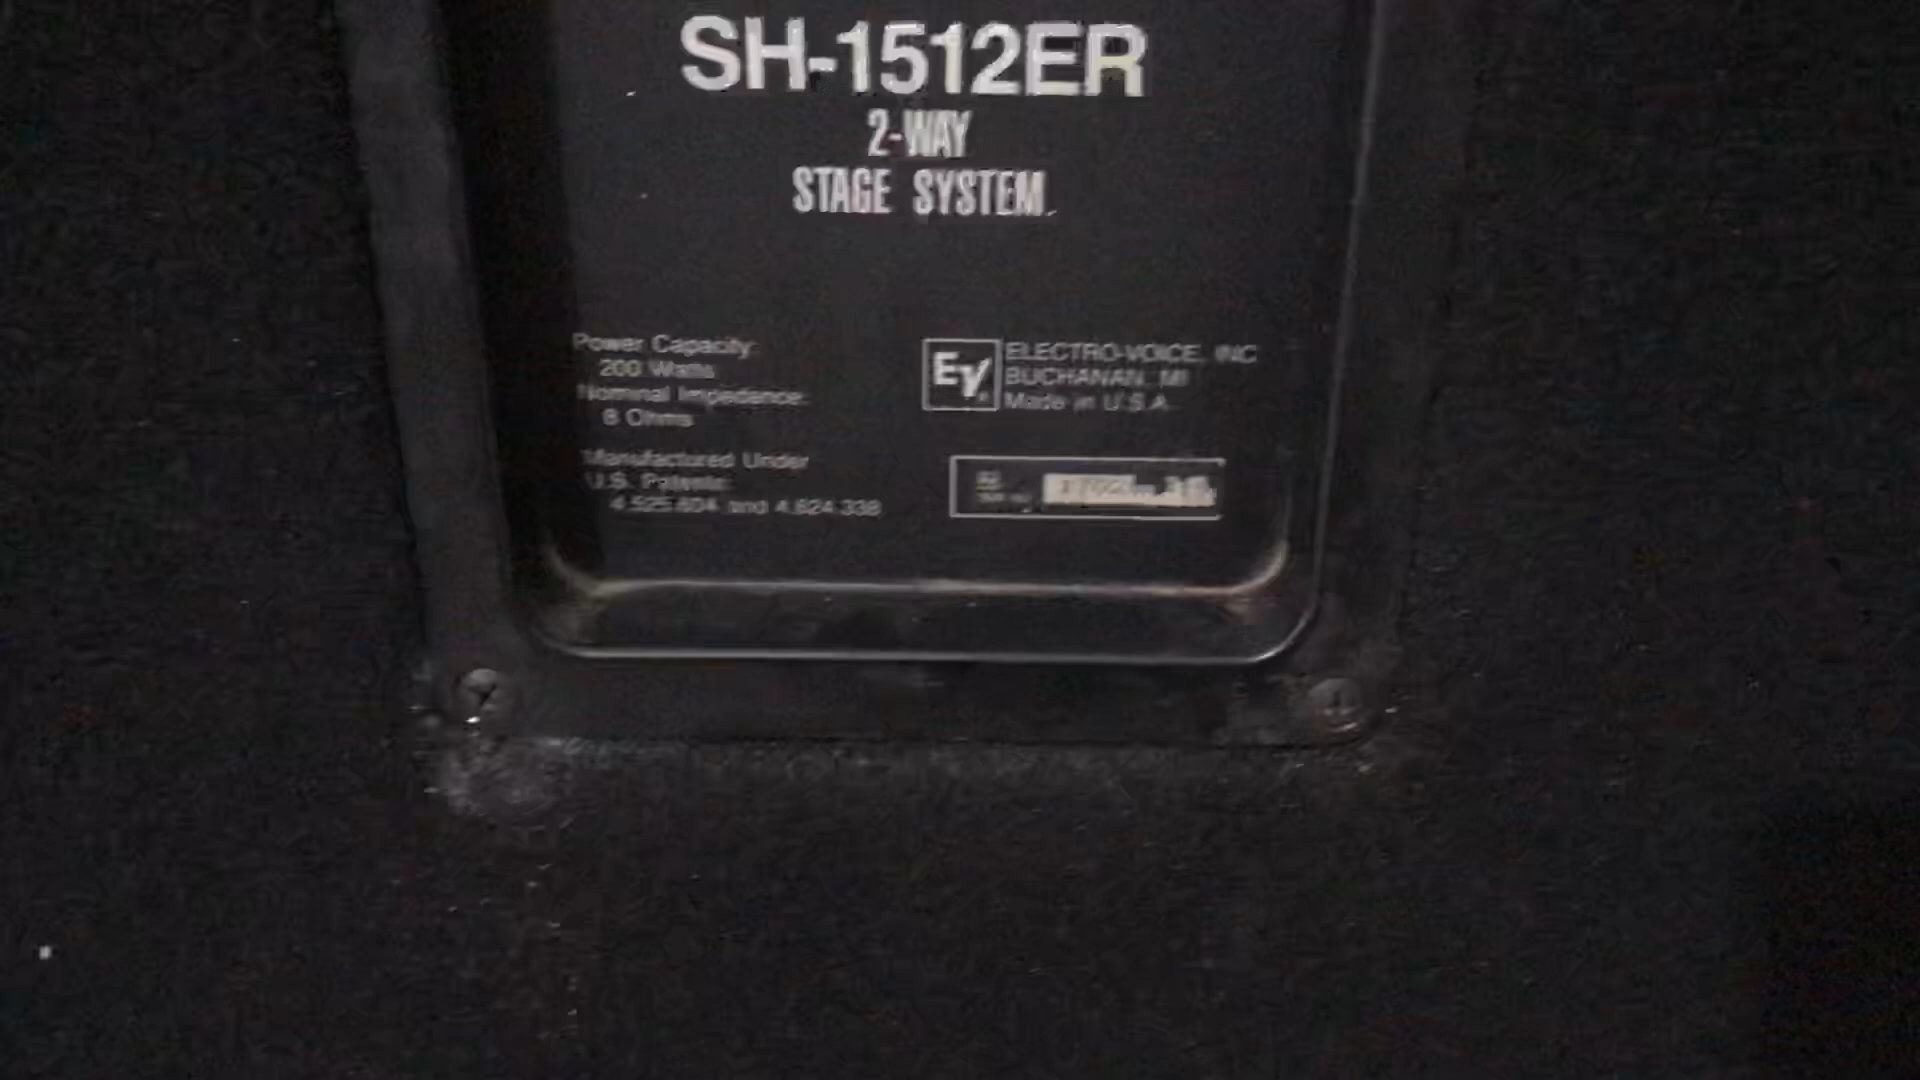 SH-1512ER
2-WAY
STAGE SYSTEM
Power Capacity:
200 Watts
Nominal Impedance:
8 Ohms
Manufactured Under
U.S. Patents:
4,525,604 and 4,624,338
EV
ELECTRO-VOICE, INC
BUCHANAN, MI
Made in U.S.A.